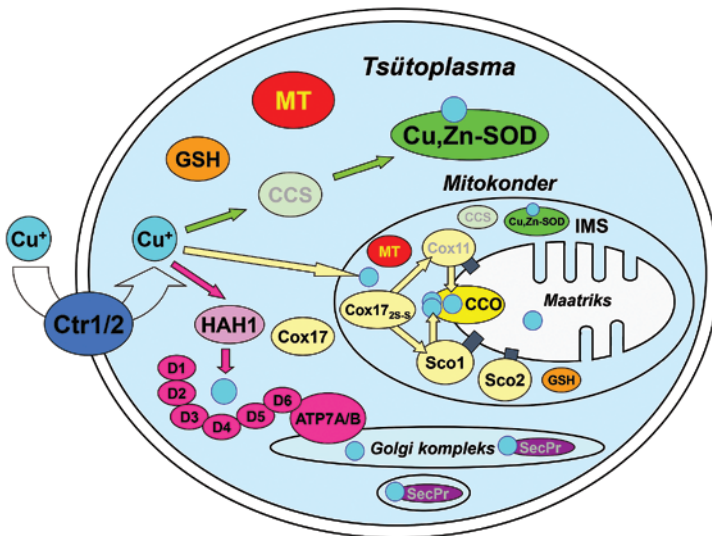 Tsütoplasma
MT
Cu,Zn-SOD
GSH
CCS
Mitokonder
CCS
Cu,Zn-SOD
IMS
Cu⁺
Cu⁺
MT
Cox11
Ctr1/2
HAH1
Cox17
Cox17₂S-S
CCO
Maatriks
Sco1
Sco2
GSH
D1
D2
D3
D4
D5
D6
ATP7A/B
Golgi kompleks
SecPr
SecPr